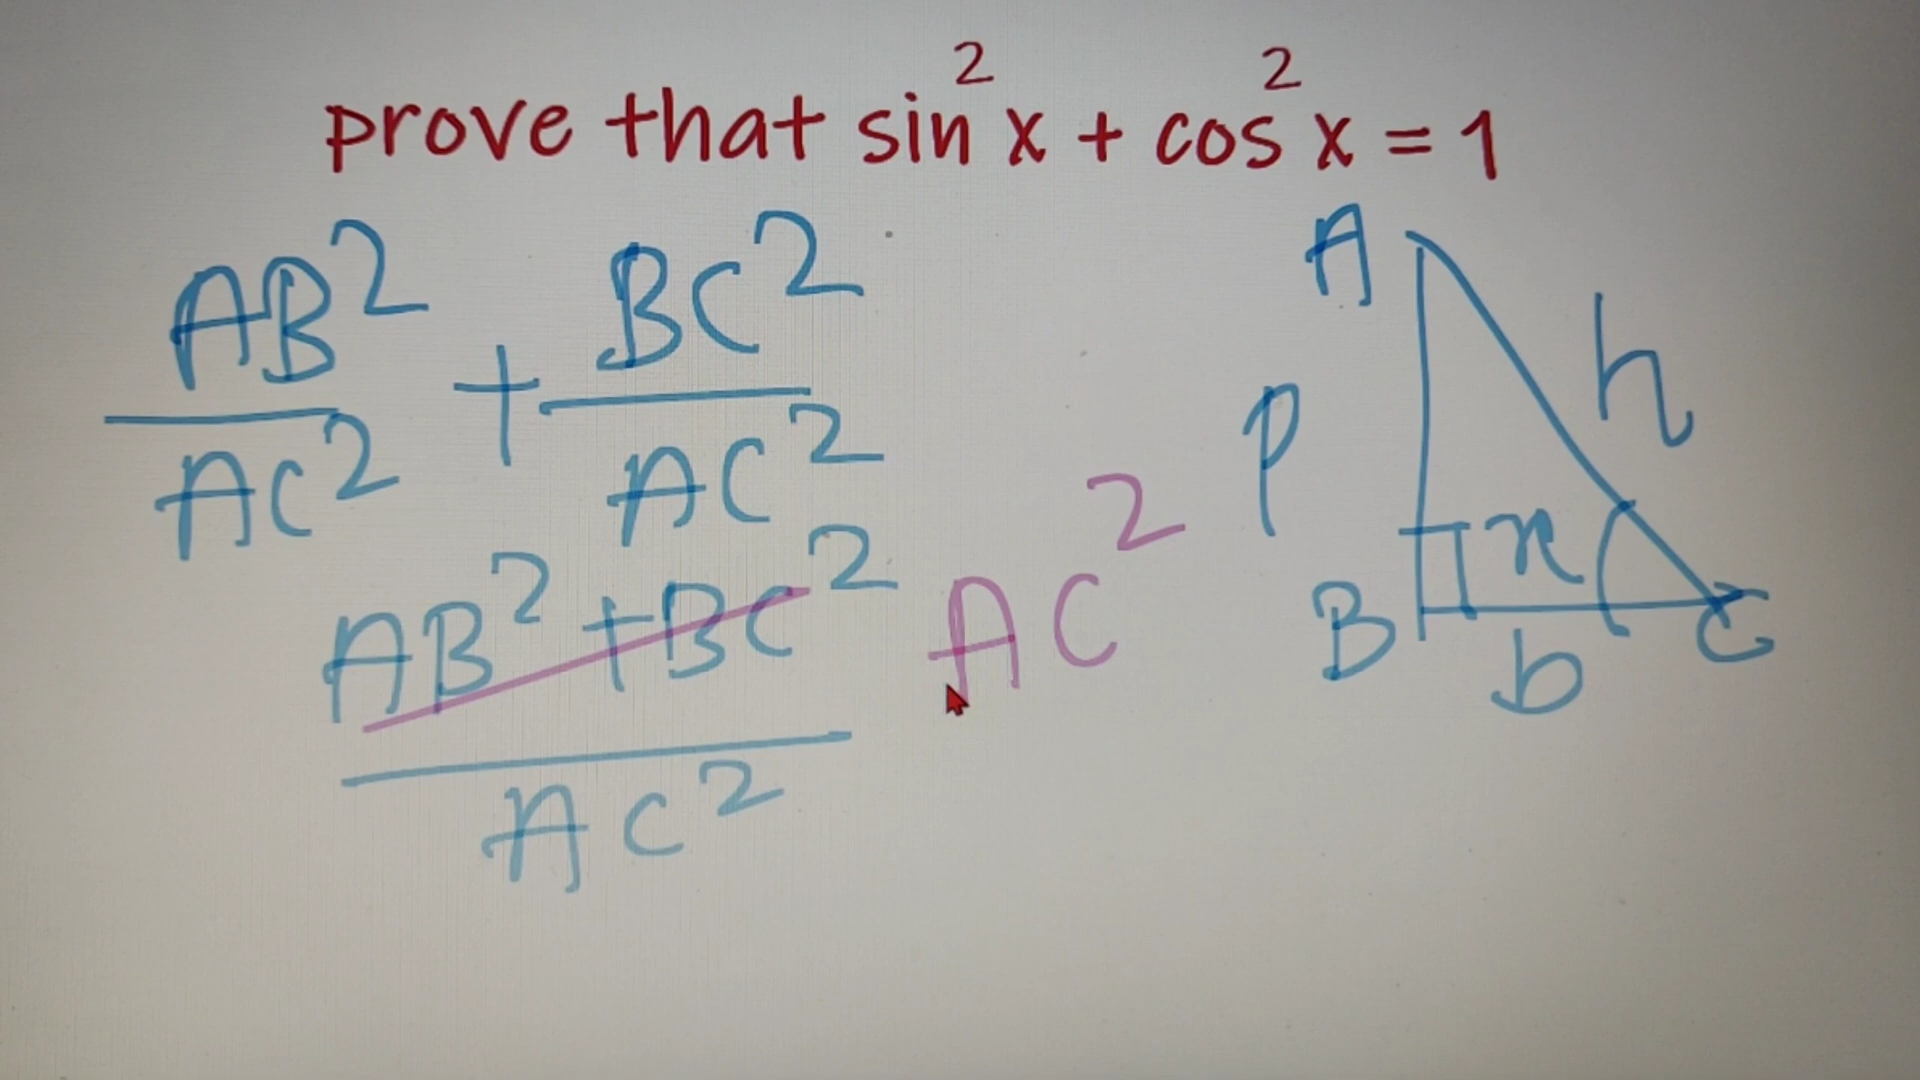 prove that sin²x + cos²x = 1
AB²/AC² + BC²/AC²
AB² + BC²/AC²
AC²
A
h
P
x
B
b
C